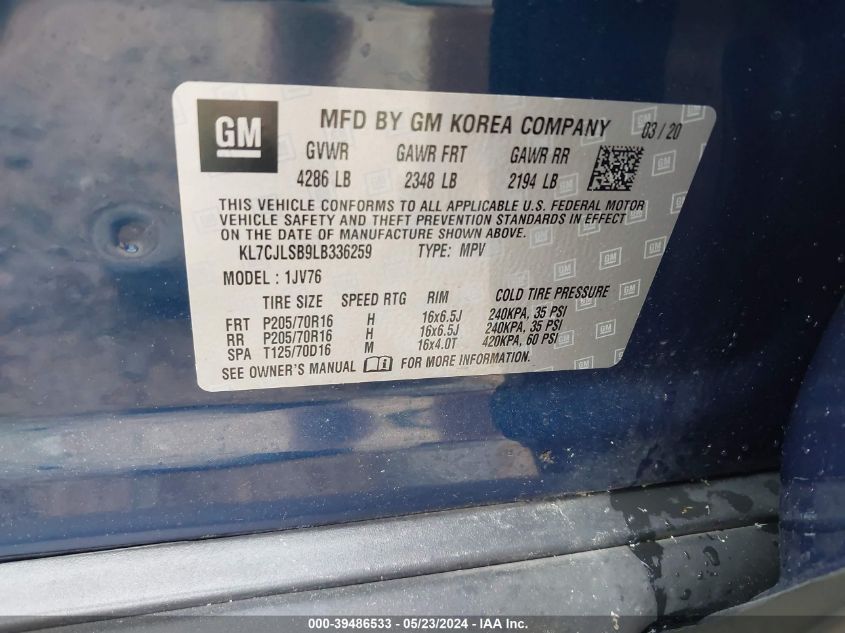 GM
MFD BY GM KOREA COMPANY 03/20
GVWR GAWR FRT GAWR RR
4286 LB 2348 LB 2194 LB
THIS VEHICLE CONFORMS TO ALL APPLICABLE U.S. FEDERAL MOTOR
VEHICLE SAFETY AND THEFT PREVENTION STANDARDS IN EFFECT
ON THE DATE OF MANUFACTURE SHOWN ABOVE.
KL7CJLSB9LB336259 TYPE: MPV
MODEL : 1JV76
TIRE SIZE SPEED RTG RIM COLD TIRE PRESSURE
FRT P205/70R16 H 16x6.5J 240KPA, 35 PSI
RR P205/70R16 H 16x6.5J 240KPA, 35 PSI
SPA T125/70D16 M 16x4.0T 420KPA, 60 PSI
SEE OWNER'S MANUAL FOR MORE INFORMATION.
000-39486533 - 05/23/2024 - IAA, Inc.